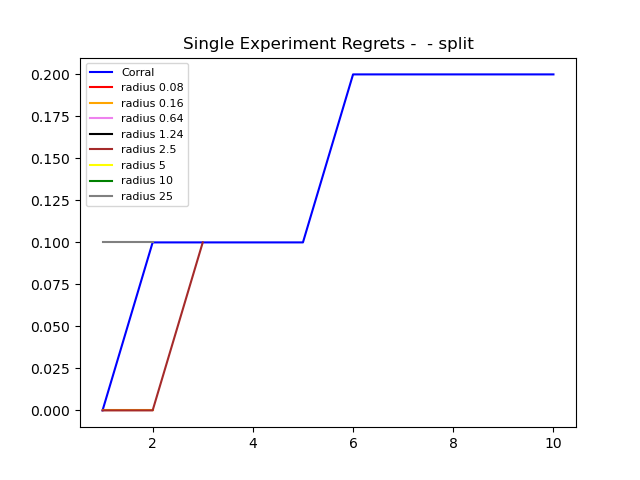 Single Experiment Regrets -  - split
0.200
0.175
0.150
0.125
0.100
0.075
0.050
0.025
0.000
Corral
radius 0.08
radius 0.16
radius 0.64
radius 1.24
radius 2.5
radius 5
radius 10
radius 25
2 4 6 8 10